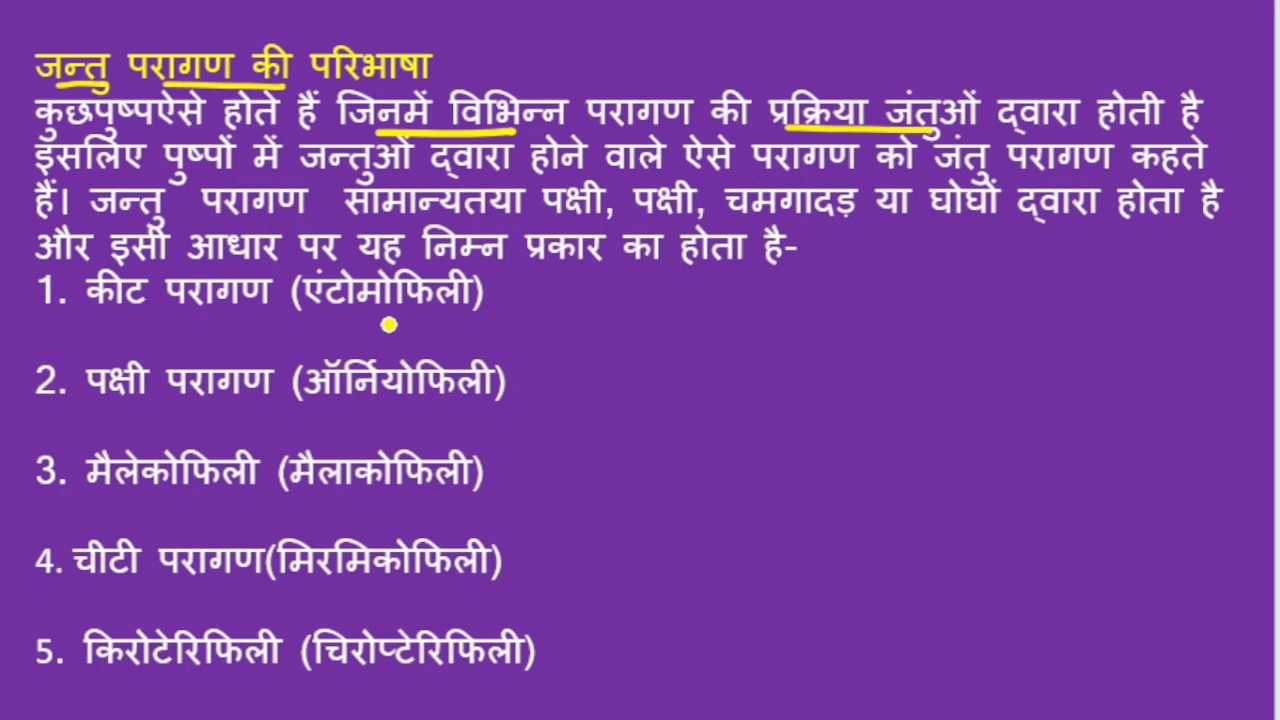 जन्तु परागण की परिभाषा
कुछपुष्पऐसे होते हैं जिनमें विभिन्न परागण की प्रक्रिया जंतुओं द्वारा होती है
इसलिए पुष्पों में जन्तुओं द्वारा होने वाले ऐसे परागण को जंतु परागण कहते
हैं। जन्तु परागण सामान्यतया पक्षी, पक्षी, चमगादड़ या घोघों द्वारा होता है
और इसी आधार पर यह निम्न प्रकार का होता है-
1. कीट परागण (एंटोमोफिली)
2. पक्षी परागण (ऑर्नियोफिली)
3. मैलेकोफिली (मैलाकोफिली)
4. चीटी परागण(मिरमिकोफिली)
5. किरोटेरिफिली (चिरोप्टेरिफिली)